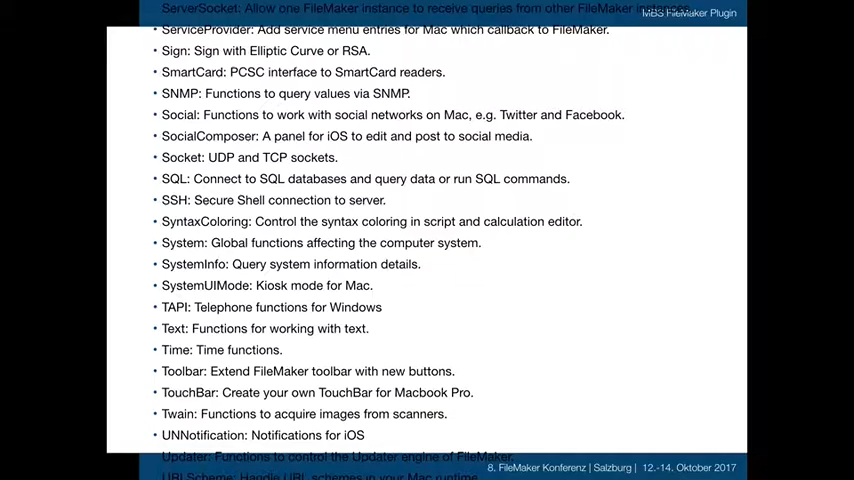 ServerSocket: Allow one FileMaker instance to receive queries from other FileMaker instances.
MBS FileMaker Plugin
• ServiceProvider: Add service menu entries for Mac which callback to FileMaker.
• Sign: Sign with Elliptic Curve or RSA.
• SmartCard: PCSC interface to SmartCard readers.
• SNMP: Functions to query values via SNMP.
• Social: Functions to work with social networks on Mac, e.g. Twitter and Facebook.
• SocialComposer: A panel for iOS to edit and post to social media.
• Socket: UDP and TCP sockets.
• SQL: Connect to SQL databases and query data or run SQL commands.
• SSH: Secure Shell connection to server.
• SyntaxColoring: Control the syntax coloring in script and calculation editor.
• System: Global functions affecting the computer system.
• SystemInfo: Query system information details.
• SystemUIMode: Kiosk mode for Mac.
• TAPI: Telephone functions for Windows
• Text: Functions for working with text.
• Time: Time functions.
• Toolbar: Extend FileMaker toolbar with new buttons.
• TouchBar: Create your own TouchBar for Macbook Pro.
• Twain: Functions to acquire images from scanners.
• UNNotification: Notifications for iOS
Updater: Functions to control the Updater engine of FileMaker.
8. FileMaker Konferenz | Salzburg | 12.-14. Oktober 2017
URLScheme: Handle URL schemes in your Mac runtime.